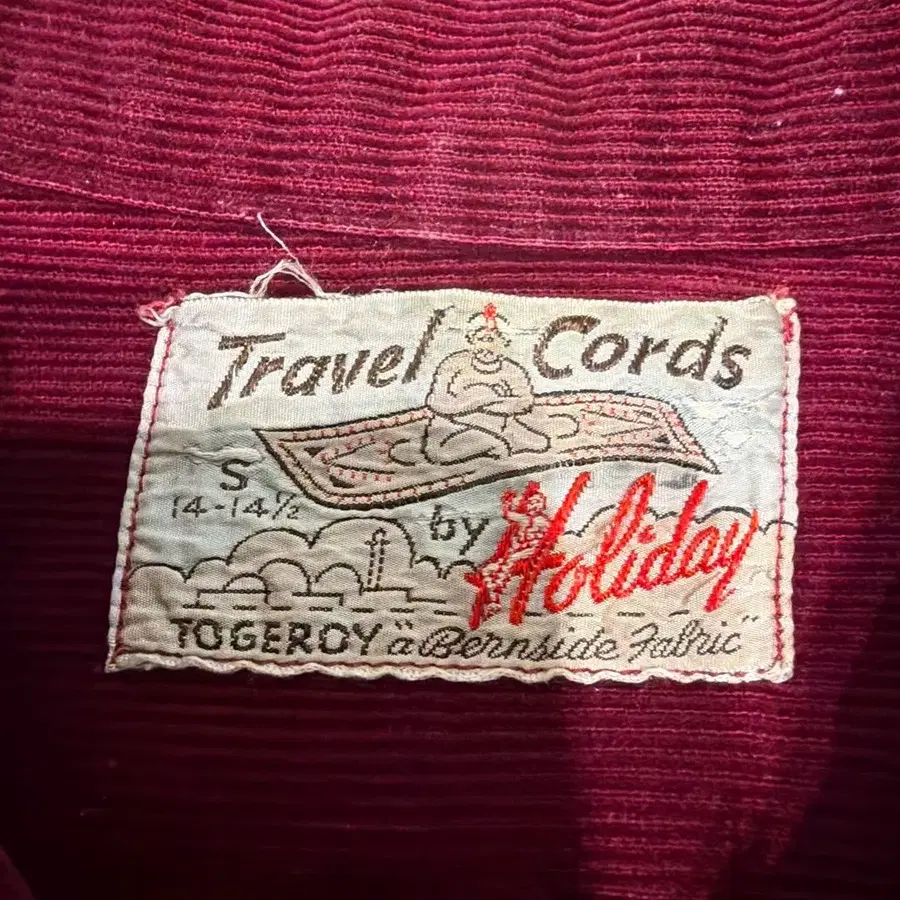 Travel Cords
S
14-14½
by Holiday
TOGEROY "a Bernside Fabric"